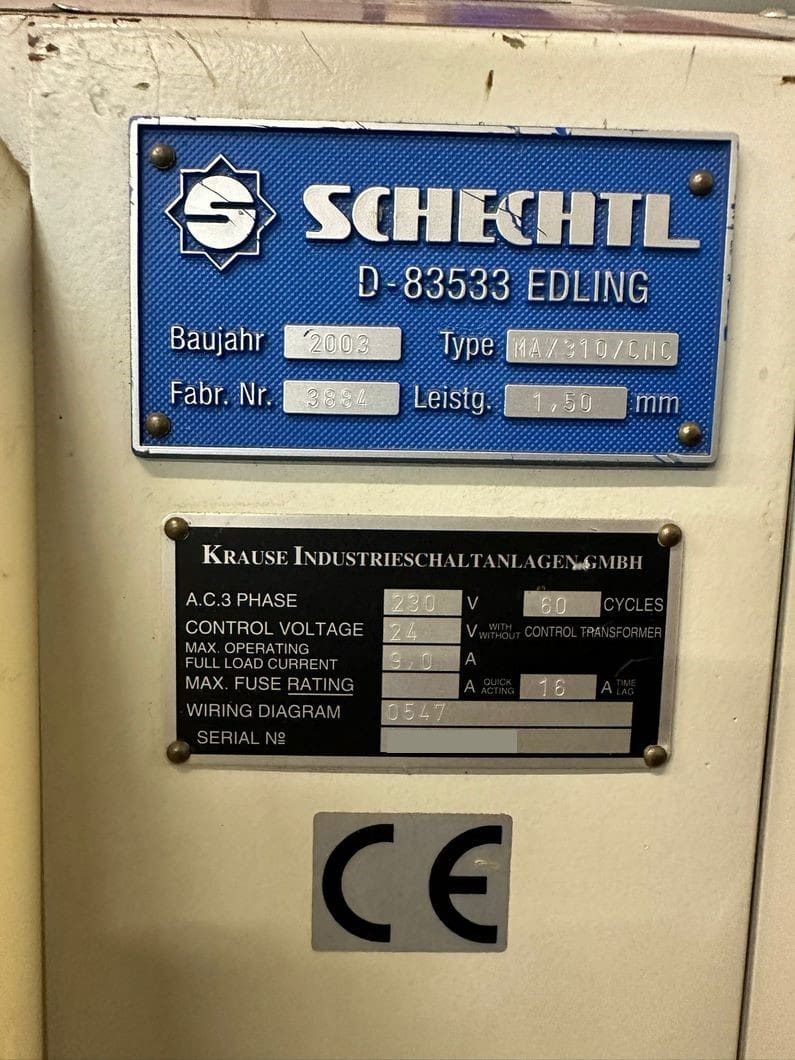 S SCHECHTL
D-83533 EDLING
Baujahr 2003 Type MAX310/CNC
Fabr. Nr. 3884 Leistg. 1,50 mm
KRAUSE INDUSTRIESCHALTANLAGEN GMBH
A.C.3 PHASE 230 V 60 CYCLES
CONTROL VOLTAGE 24 V WITH WITHOUT CONTROL TRANSFORMER
MAX. OPERATING
FULL LOAD CURRENT 9,0 A
MAX. FUSE RATING A QUICK ACTING 16 A TIME LAG
WIRING DIAGRAM 0547
SERIAL Nº
CE